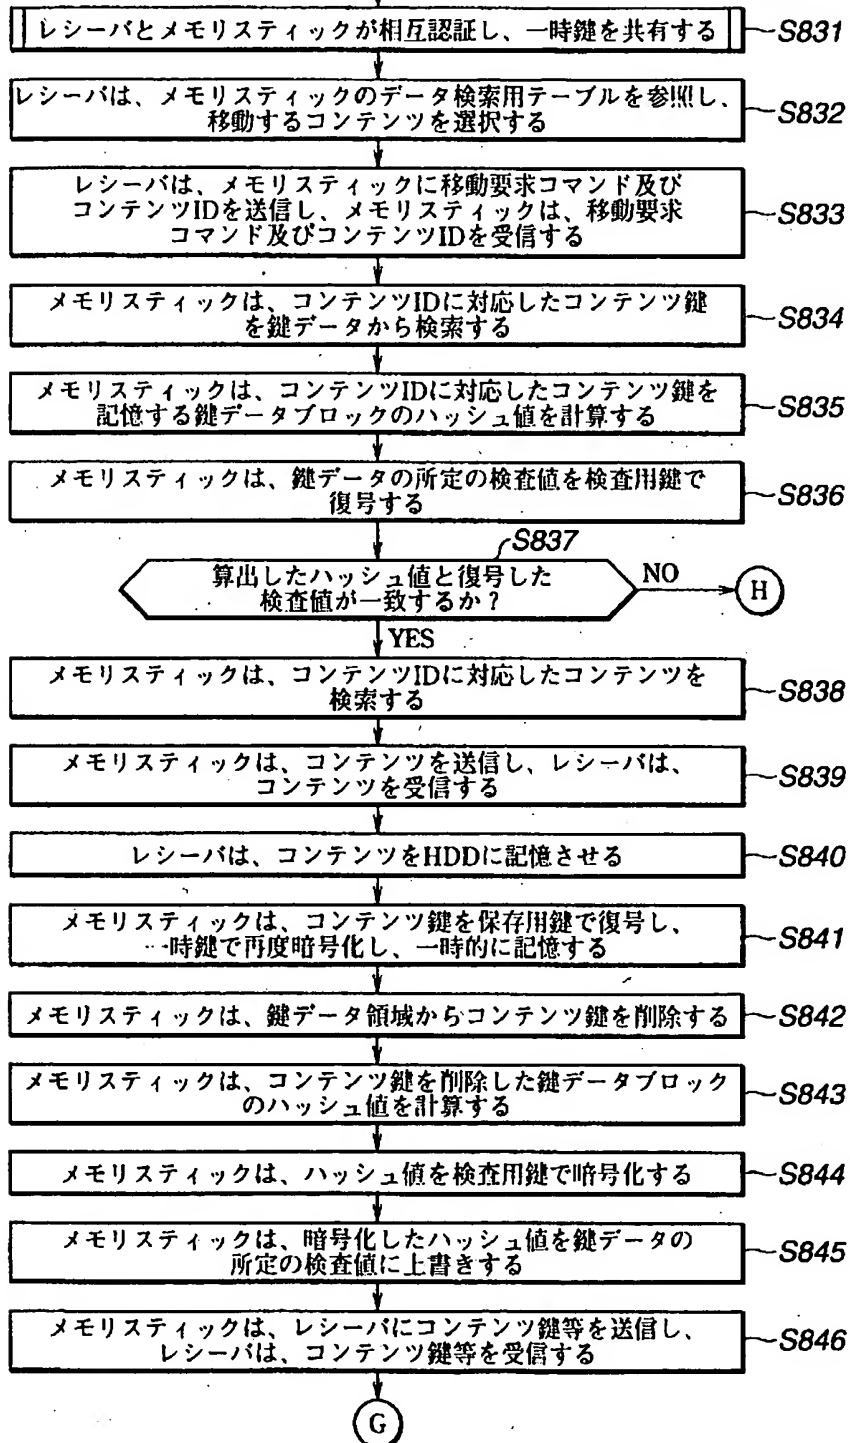 レシーバとメモリスティックが相互認証し、一時鍵を共有する
S831
レシーバは、メモリスティックのデータ検索用テーブルを参照し、
移動するコンテンツを選択する
S832
レシーバは、メモリスティックに移動要求コマンド及び
コンテンツIDを送信し、メモリスティックは、移動要求
コマンド及びコンテンツIDを受信する
S833
メモリスティックは、コンテンツIDに対応したコンテンツ鍵
を鍵データから検索する
S834
メモリスティックは、コンテンツIDに対応したコンテンツ鍵を
記憶する鍵データブロックのハッシュ値を計算する
S835
メモリスティックは、鍵データの所定の検査値を検査用鍵で
復号する
S836
S837
算出したハッシュ値と復号した
検査値が一致するか?
NO
H
YES
メモリスティックは、コンテンツIDに対応したコンテンツを
検索する
S838
メモリスティックは、コンテンツを送信し、レシーバは、
コンテンツを受信する
S839
レシーバは、コンテンツをHDDに記憶させる
S840
メモリスティックは、コンテンツ鍵を保存用鍵で復号し、
一時鍵で再度暗号化し、一時的に記憶する
S841
メモリスティックは、鍵データ領域からコンテンツ鍵を削除する
S842
メモリスティックは、コンテンツ鍵を削除した鍵データブロック
のハッシュ値を計算する
S843
メモリスティックは、ハッシュ値を検査用鍵で暗号化する
S844
メモリスティックは、暗号化したハッシュ値を鍵データの
所定の検査値に上書きする
S845
メモリスティックは、レシーバにコンテンツ鍵等を送信し、
レシーバは、コンテンツ鍵等を受信する
S846
G